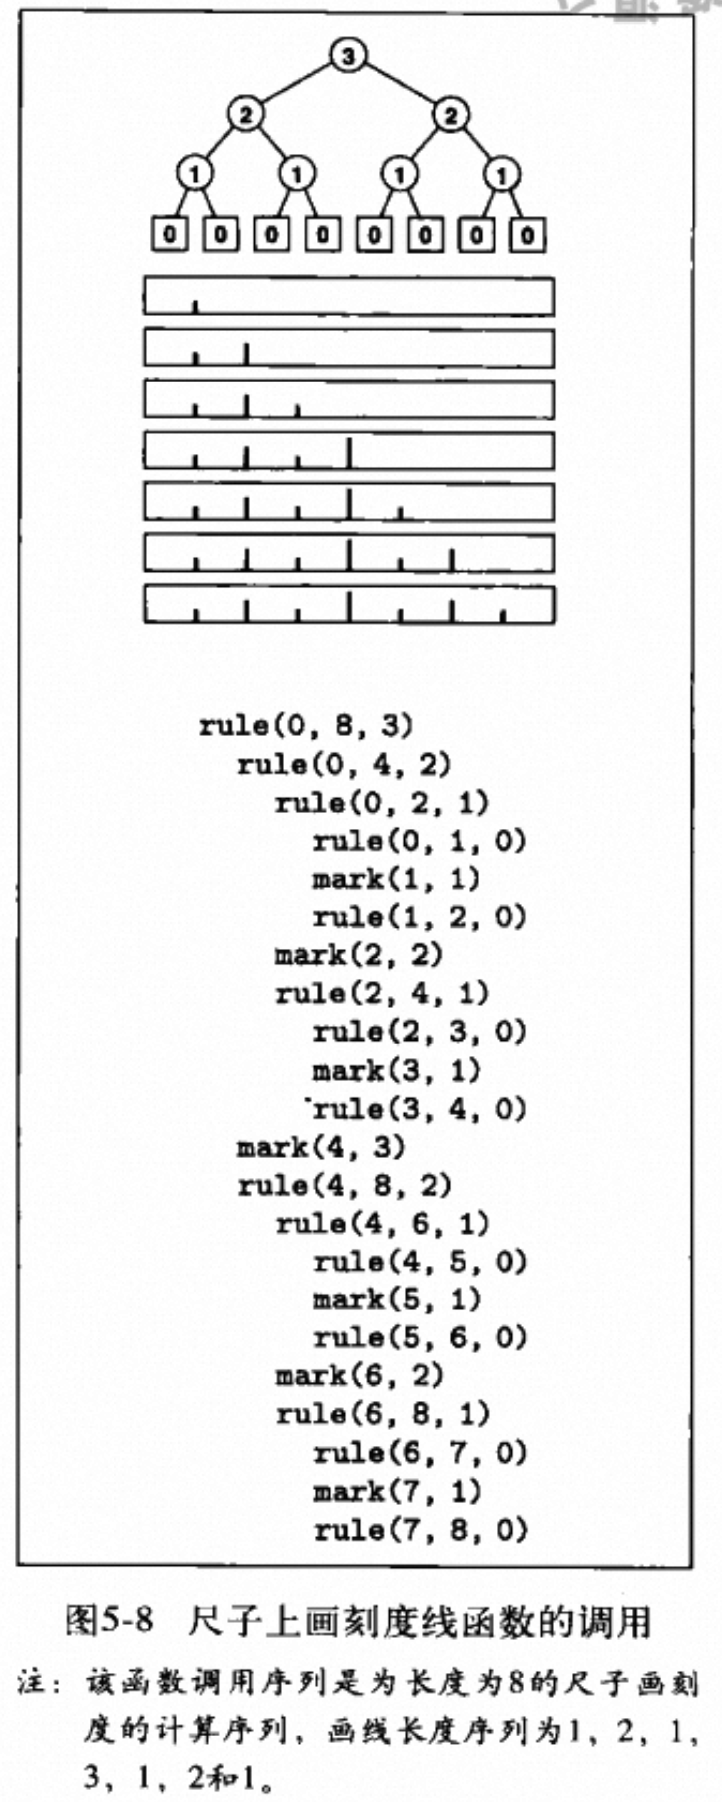 3
2 2
1 1 1 1
0 0 0 0 0 0 0 0
rule(0, 8, 3)
rule(0, 4, 2)
rule(0, 2, 1)
rule(0, 1, 0)
mark(1, 1)
rule(1, 2, 0)
mark(2, 2)
rule(2, 4, 1)
rule(2, 3, 0)
mark(3, 1)
rule(3, 4, 0)
mark(4, 3)
rule(4, 8, 2)
rule(4, 6, 1)
rule(4, 5, 0)
mark(5, 1)
rule(5, 6, 0)
mark(6, 2)
rule(6, 8, 1)
rule(6, 7, 0)
mark(7, 1)
rule(7, 8, 0)
图5-8 尺子上画刻度线函数的调用
注：该函数调用序列是为长度为8的尺子画刻
度的计算序列，画线长度序列为1，2，1，
3，1，2和1。